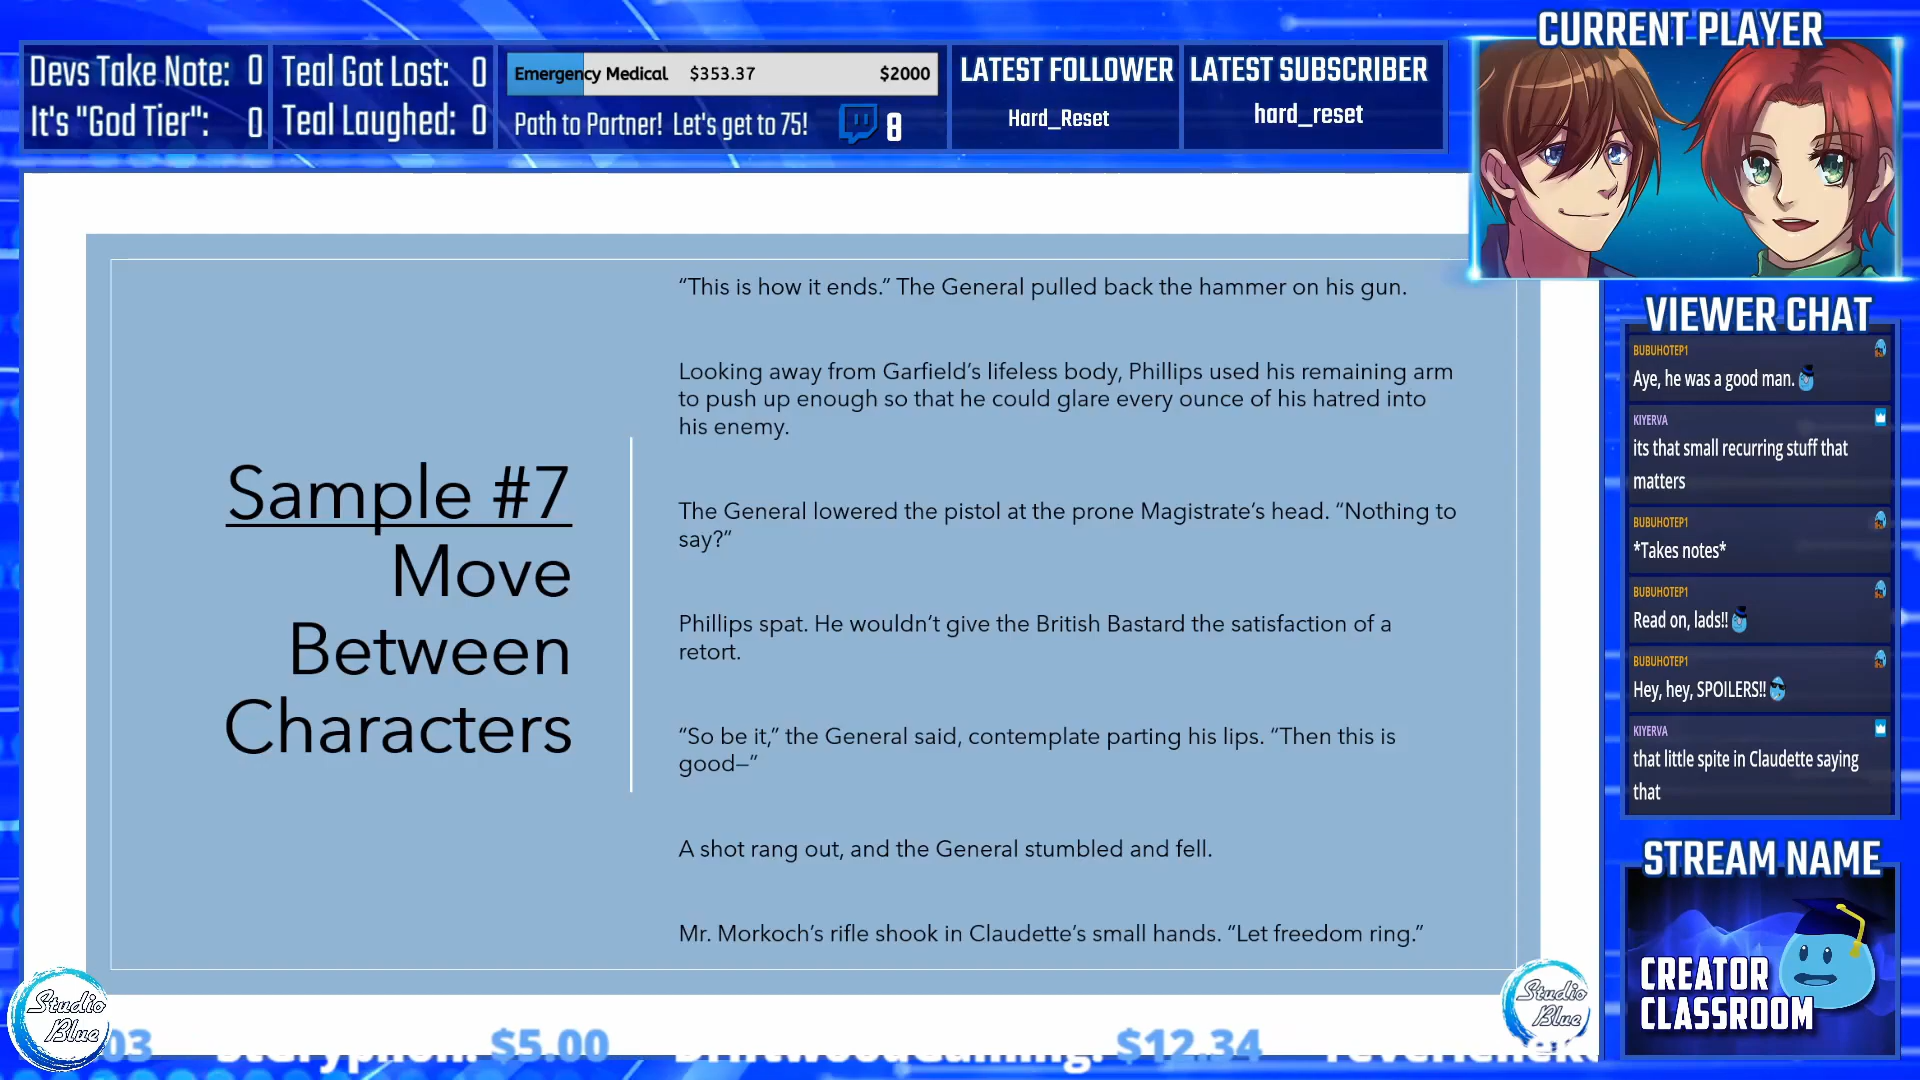 CURRENT PLAYER
Devs Take Note: 0
It's "God Tier": 0
Teal Got Lost: 0
Teal Laughed: 0
Emergency Medical $353.37 $2000
Path to Partner! Let's get to 75! 8
LATEST FOLLOWER
Hard_Reset
LATEST SUBSCRIBER
hard_reset
Sample #7
Move
Between
Characters
“This is how it ends.” The General pulled back the hammer on his gun.
Looking away from Garfield’s lifeless body, Phillips used his remaining arm
to push up enough so that he could glare every ounce of his hatred into
his enemy.
The General lowered the pistol at the prone Magistrate’s head. “Nothing to
say?”
Phillips spat. He wouldn’t give the British Bastard the satisfaction of a
retort.
“So be it,” the General said, contemplate parting his lips. “Then this is
good—”
A shot rang out, and the General stumbled and fell.
Mr. Morkoch’s rifle shook in Claudette’s small hands. “Let freedom ring.”
VIEWER CHAT
BUBUHOTEP1
Aye, he was a good man.
KIYERVA
its that small recurring stuff that
matters
BUBUHOTEP1
*Takes notes*
BUBUHOTEP1
Read on, lads!!
BUBUHOTEP1
Hey, hey, SPOILERS!!
KIYERVA
that little spite in Claudette saying
that
STREAM NAME
CREATOR
CLASSROOM
Studio
Blue
Studio
Blue
03 $5.00 $12.34